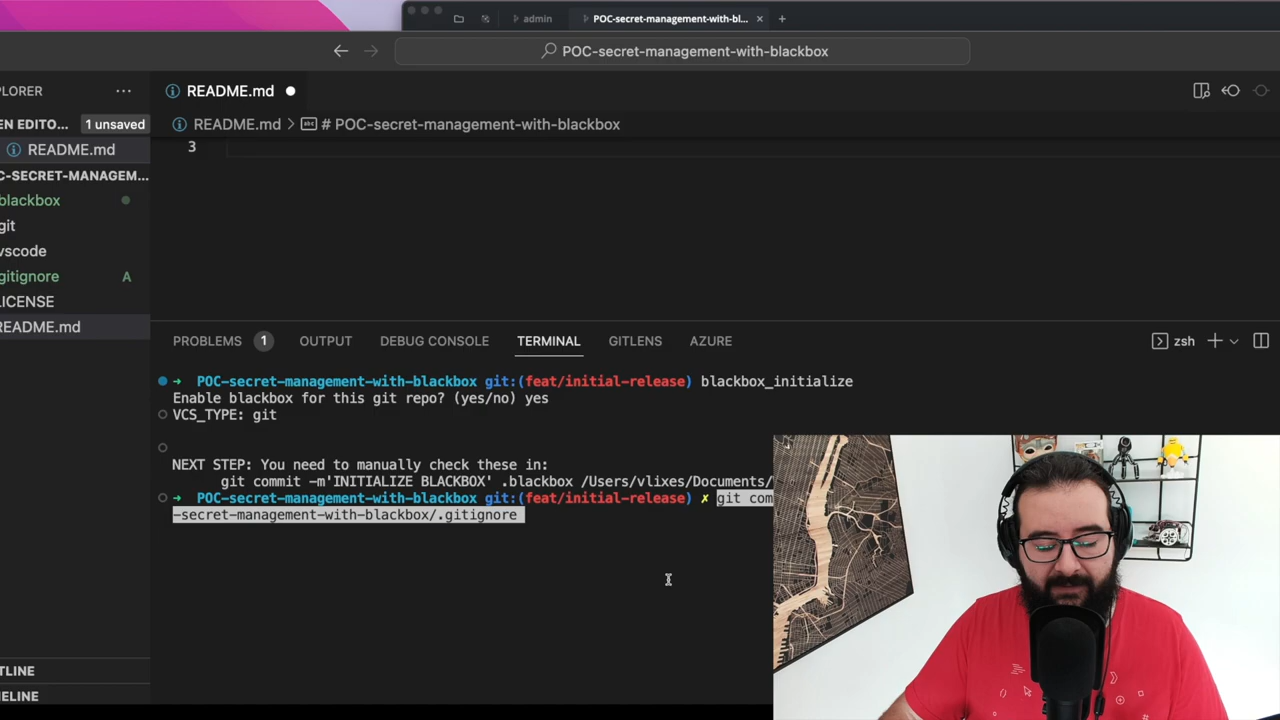 admin
POC-secret-management-with-bl...
POC-secret-management-with-blackbox
PLORER
README.md
EN EDITO... 1 unsaved
README.md > # POC-secret-management-with-blackbox
README.md
3
C-SECRET-MANAGEM...
blackbox
git
vscode
gitignore A
ICENSE
README.md
PROBLEMS 1 OUTPUT DEBUG CONSOLE TERMINAL GITLENS AZURE
zsh
➜ POC-secret-management-with-blackbox git:(feat/initial-release) blackbox_initialize
Enable blackbox for this git repo? (yes/no) yes
VCS_TYPE: git
NEXT STEP: You need to manually check these in:
git commit -m'INITIALIZE BLACKBOX' .blackbox /Users/vlixes/Documents/
➜ POC-secret-management-with-blackbox git:(feat/initial-release) ✗ git com
-secret-management-with-blackbox/.gitignore
TLINE
MELINE